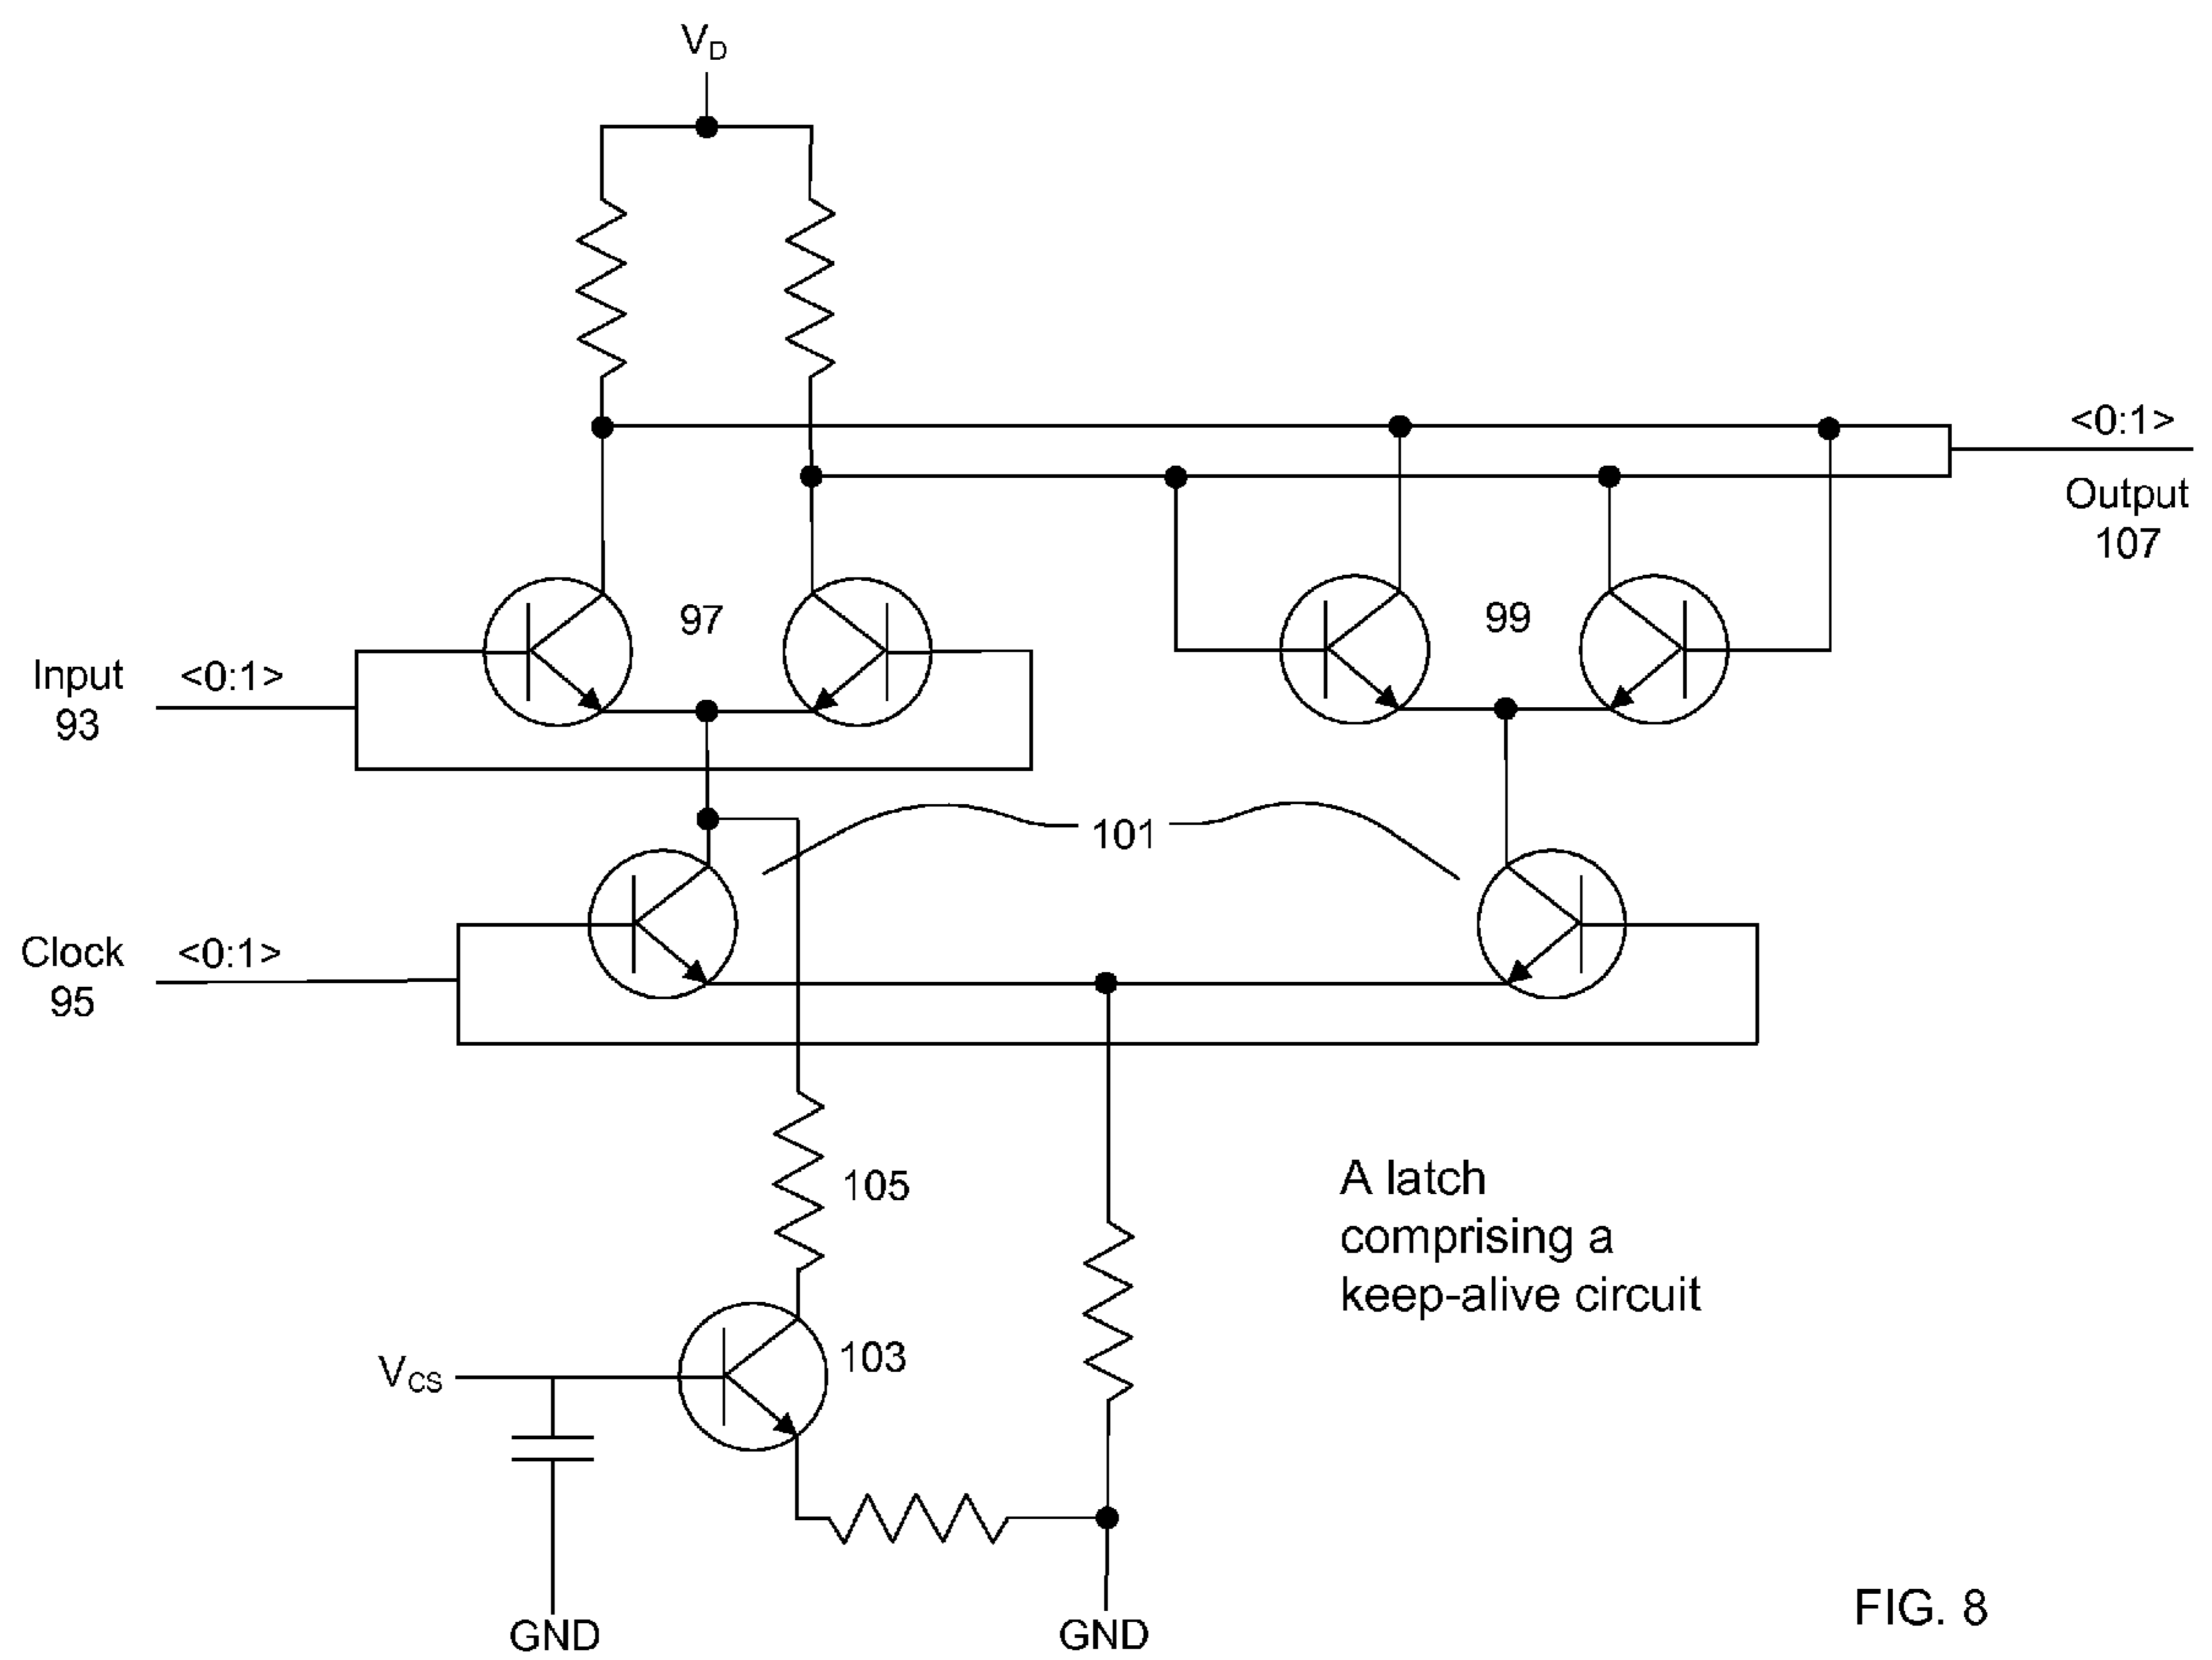 V_D
<0:1>
Output
107
97
99
Input
93
<0:1>
101
Clock
95
<0:1>
105
A latch
comprising a
keep-alive circuit
103
V_CS
GND
GND
FIG. 8